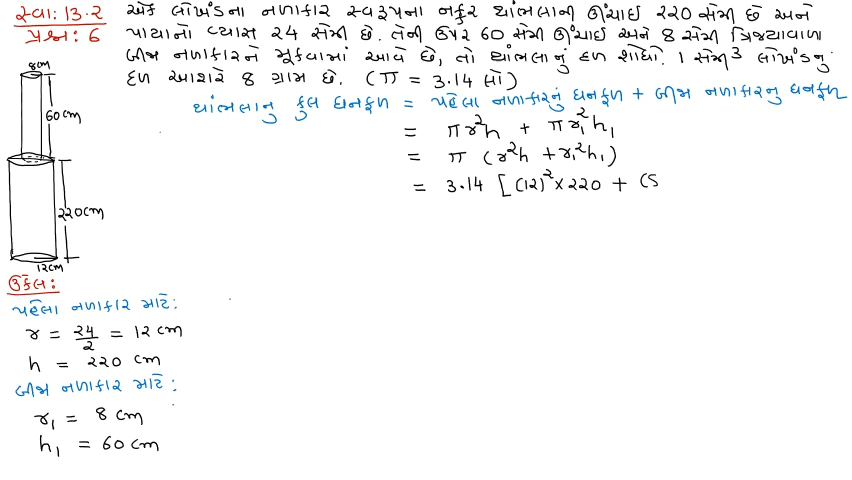 સ્વા: 13.2
પ્રશ્ન: 6
એક લોખંડના નળાકાર સ્વરૂપના નક્કર થાંભલાની ઊંચાઈ 220 સેમી છે અને
પાયાનો વ્યાસ 24 સેમી છે. તેની ઉપર 60 સેમી ઊંચાઈ અને 8 સેમી ત્રિજ્યાવાળા
બીજા નળાકારને મૂકવામાં આવે છે, તો થાંભલાનું દળ શોધો. 1 સેમી³ લોખંડનું
દળ આશરે 8 ગ્રામ છે. (π = 3.14 લો)
થાંભલાનુ કુલ ઘનફળ = પહેલા નળાકારનું ઘનફળ + બીજા નળાકારનુ ઘનફળ
= πr²h + πr₁²h₁
= π (r²h + r₁²h₁)
= 3.14 [(12)² × 220 + (
8cm
60cm
220cm
12cm
ઉકેલ:
પહેલા નળાકાર માટે:
r = 24/2 = 12 cm
h = 220 cm
બીજા નળાકાર માટે:
r₁ = 8 cm
h₁ = 60 cm